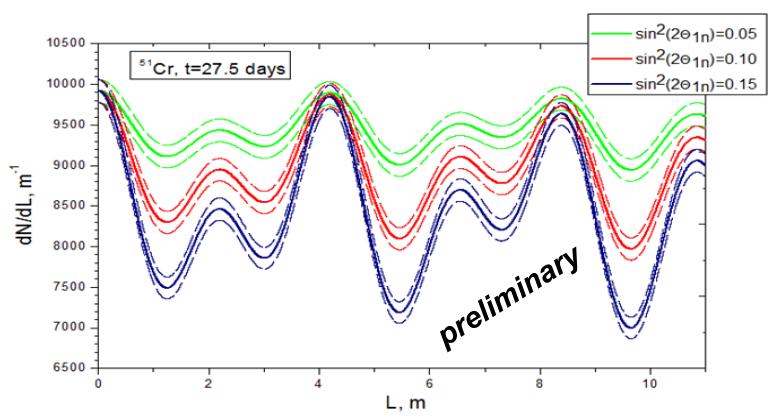 sin²(2Θ₁ₙ)=0.05
sin²(2Θ₁ₙ)=0.10
sin²(2Θ₁ₙ)=0.15
⁵¹Cr, t=27.5 days
dN/dL, m⁻¹
10500
10000
9500
9000
8500
8000
7500
7000
6500
preliminary
0 2 4 6 8 10
L, m